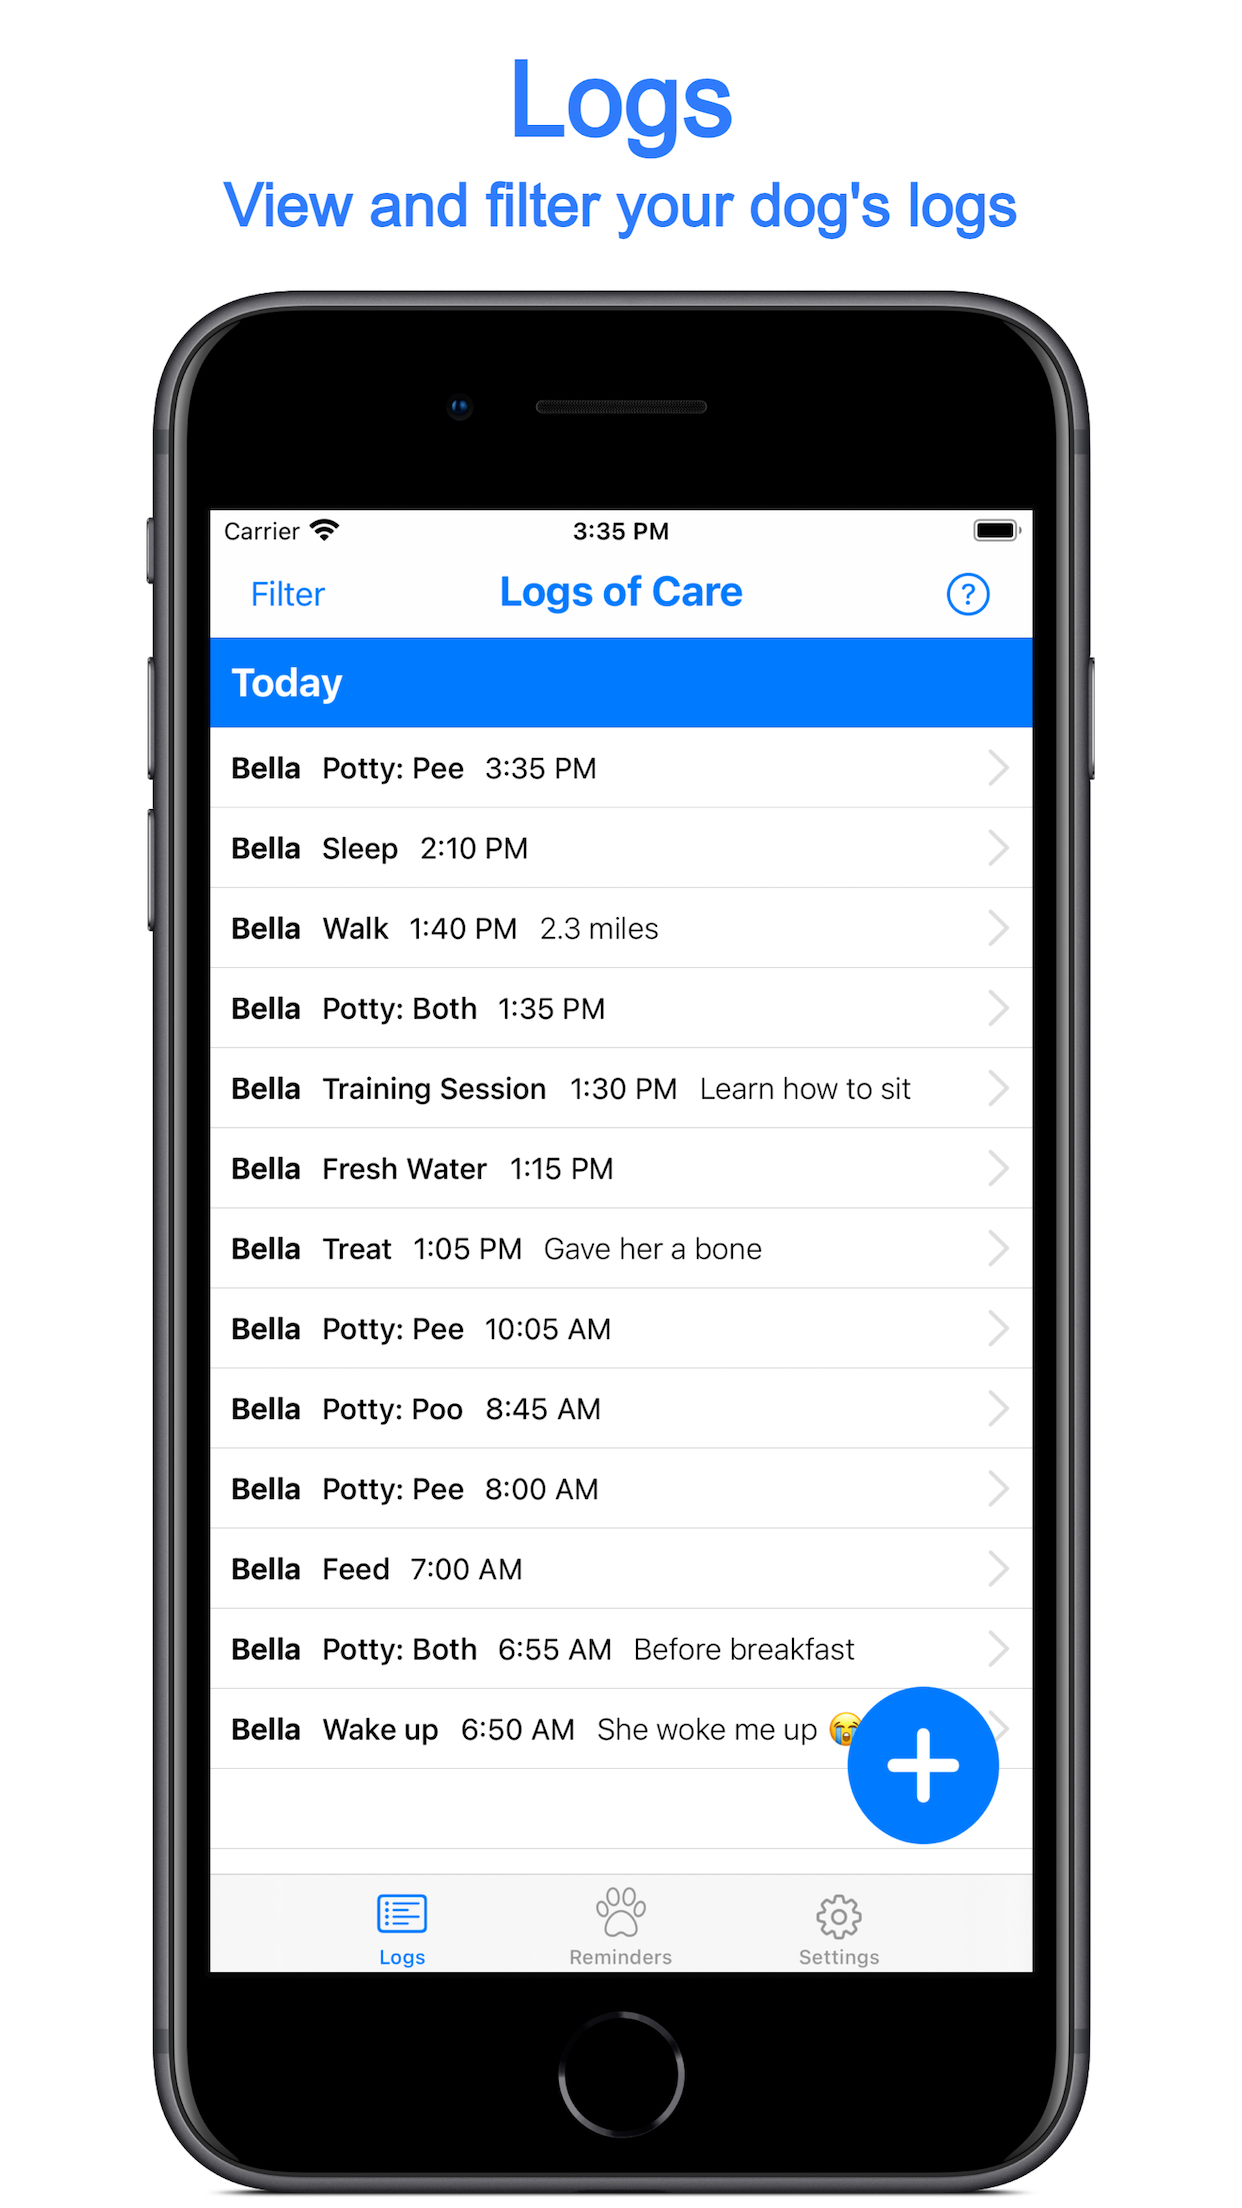 Logs
View and filter your dog's logs
Carrier 3:35 PM
Filter Logs of Care ?
Today
Bella Potty: Pee 3:35 PM
Bella Sleep 2:10 PM
Bella Walk 1:40 PM 2.3 miles
Bella Potty: Both 1:35 PM
Bella Training Session 1:30 PM Learn how to sit
Bella Fresh Water 1:15 PM
Bella Treat 1:05 PM Gave her a bone
Bella Potty: Pee 10:05 AM
Bella Potty: Poo 8:45 AM
Bella Potty: Pee 8:00 AM
Bella Feed 7:00 AM
Bella Potty: Both 6:55 AM Before breakfast
Bella Wake up 6:50 AM She woke me up 😭
Logs Reminders Settings